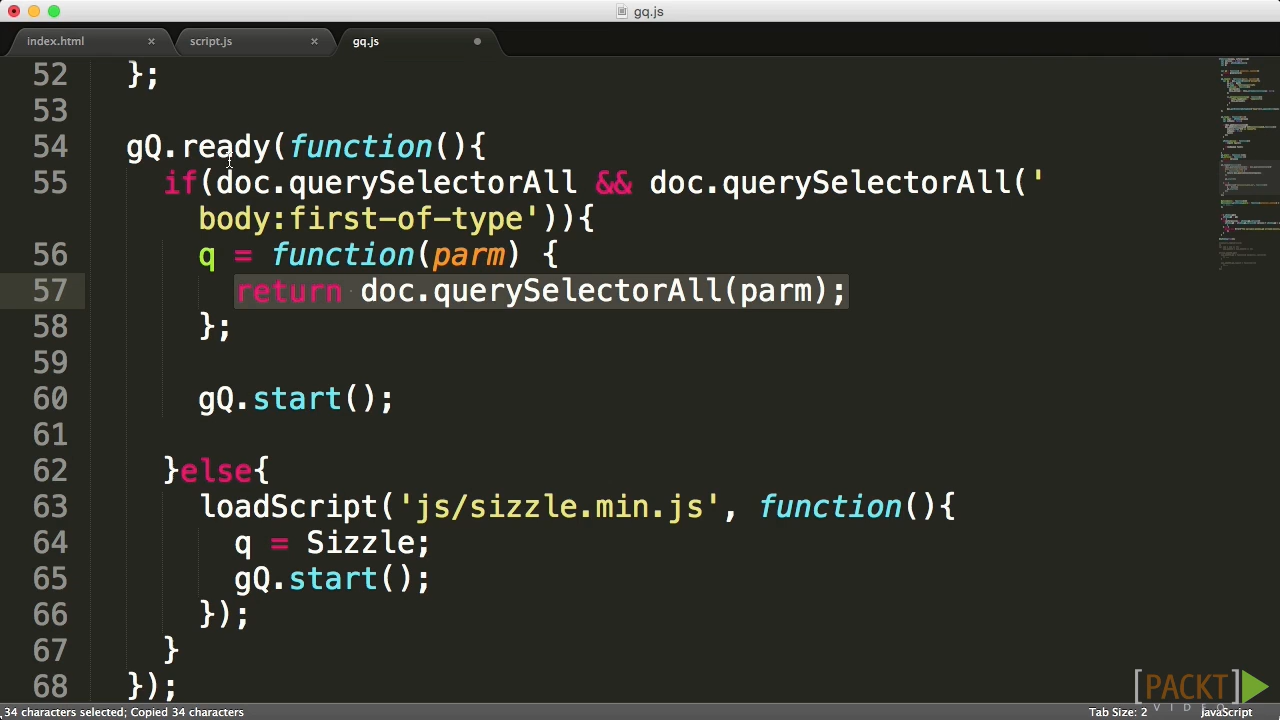 gq.js
index.html × script.js × gq.js
52 };
53
54 gQ.ready(function(){
55 if(doc.querySelectorAll && doc.querySelectorAll('
body:first-of-type')){
56 q = function(parm) {
57 return doc.querySelectorAll(parm);
58 };
59
60 gQ.start();
61
62 }else{
63 loadScript('js/sizzle.min.js', function(){
64 q = Sizzle;
65 gQ.start();
66 });
67 }
68 });
[PACKT]
VIDEO
34 characters selected; Copied 34 characters Tab Size: 2 JavaScript